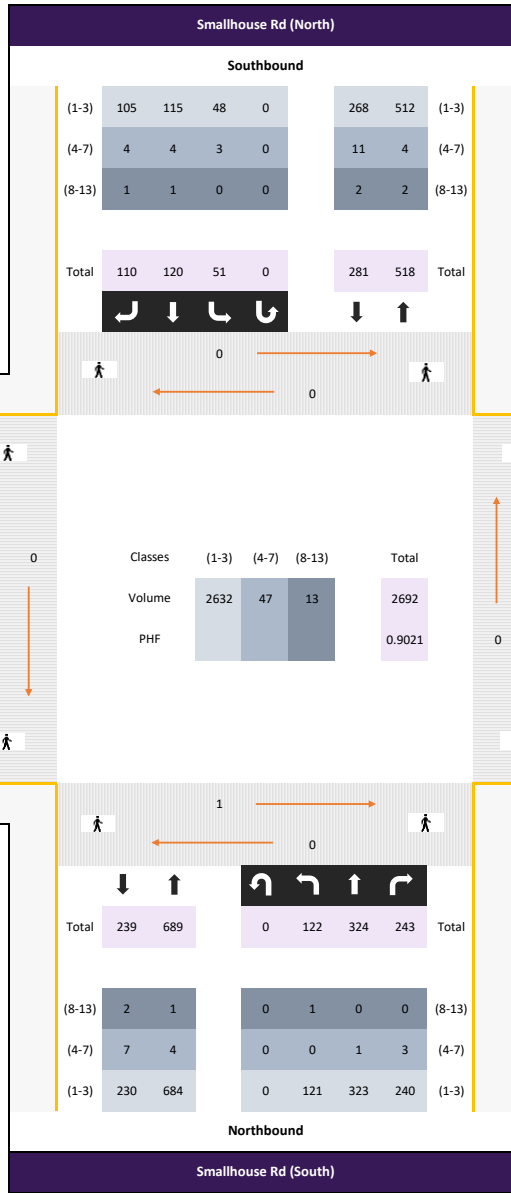 Smallhouse Rd (North)
Southbound
(1-3) 105 115 48 0 268 512 (1-3)
(4-7) 4 4 3 0 11 4 (4-7)
(8-13) 1 1 0 0 2 2 (8-13)
Total 110 120 51 0 281 518 Total
0
0
0
Classes (1-3) (4-7) (8-13) Total
Volume 2632 47 13 2692
PHF 0.9021
0
1
0
Total 239 689 0 122 324 243 Total
(8-13) 2 1 0 1 0 0 (8-13)
(4-7) 7 4 0 0 1 3 (4-7)
(1-3) 230 684 0 121 323 240 (1-3)
Northbound
Smallhouse Rd (South)